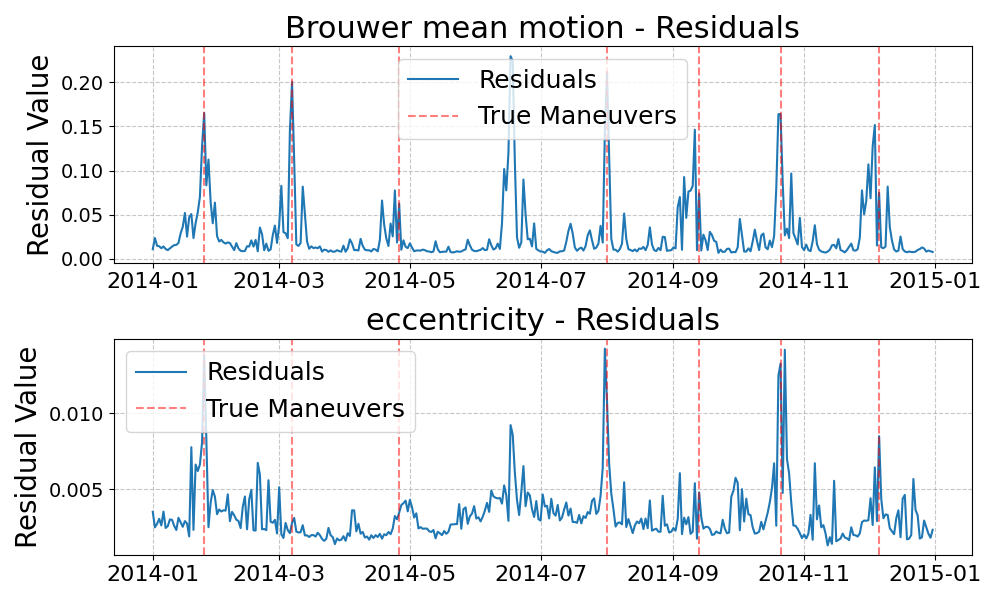 Brouwer mean motion - Residuals
Residual Value
0.20
0.15
0.10
0.05
0.00
Residuals
True Maneuvers
2014-01 2014-03 2014-05 2014-07 2014-09 2014-11 2015-01
eccentricity - Residuals
Residual Value
0.010
0.005
Residuals
True Maneuvers
2014-01 2014-03 2014-05 2014-07 2014-09 2014-11 2015-01